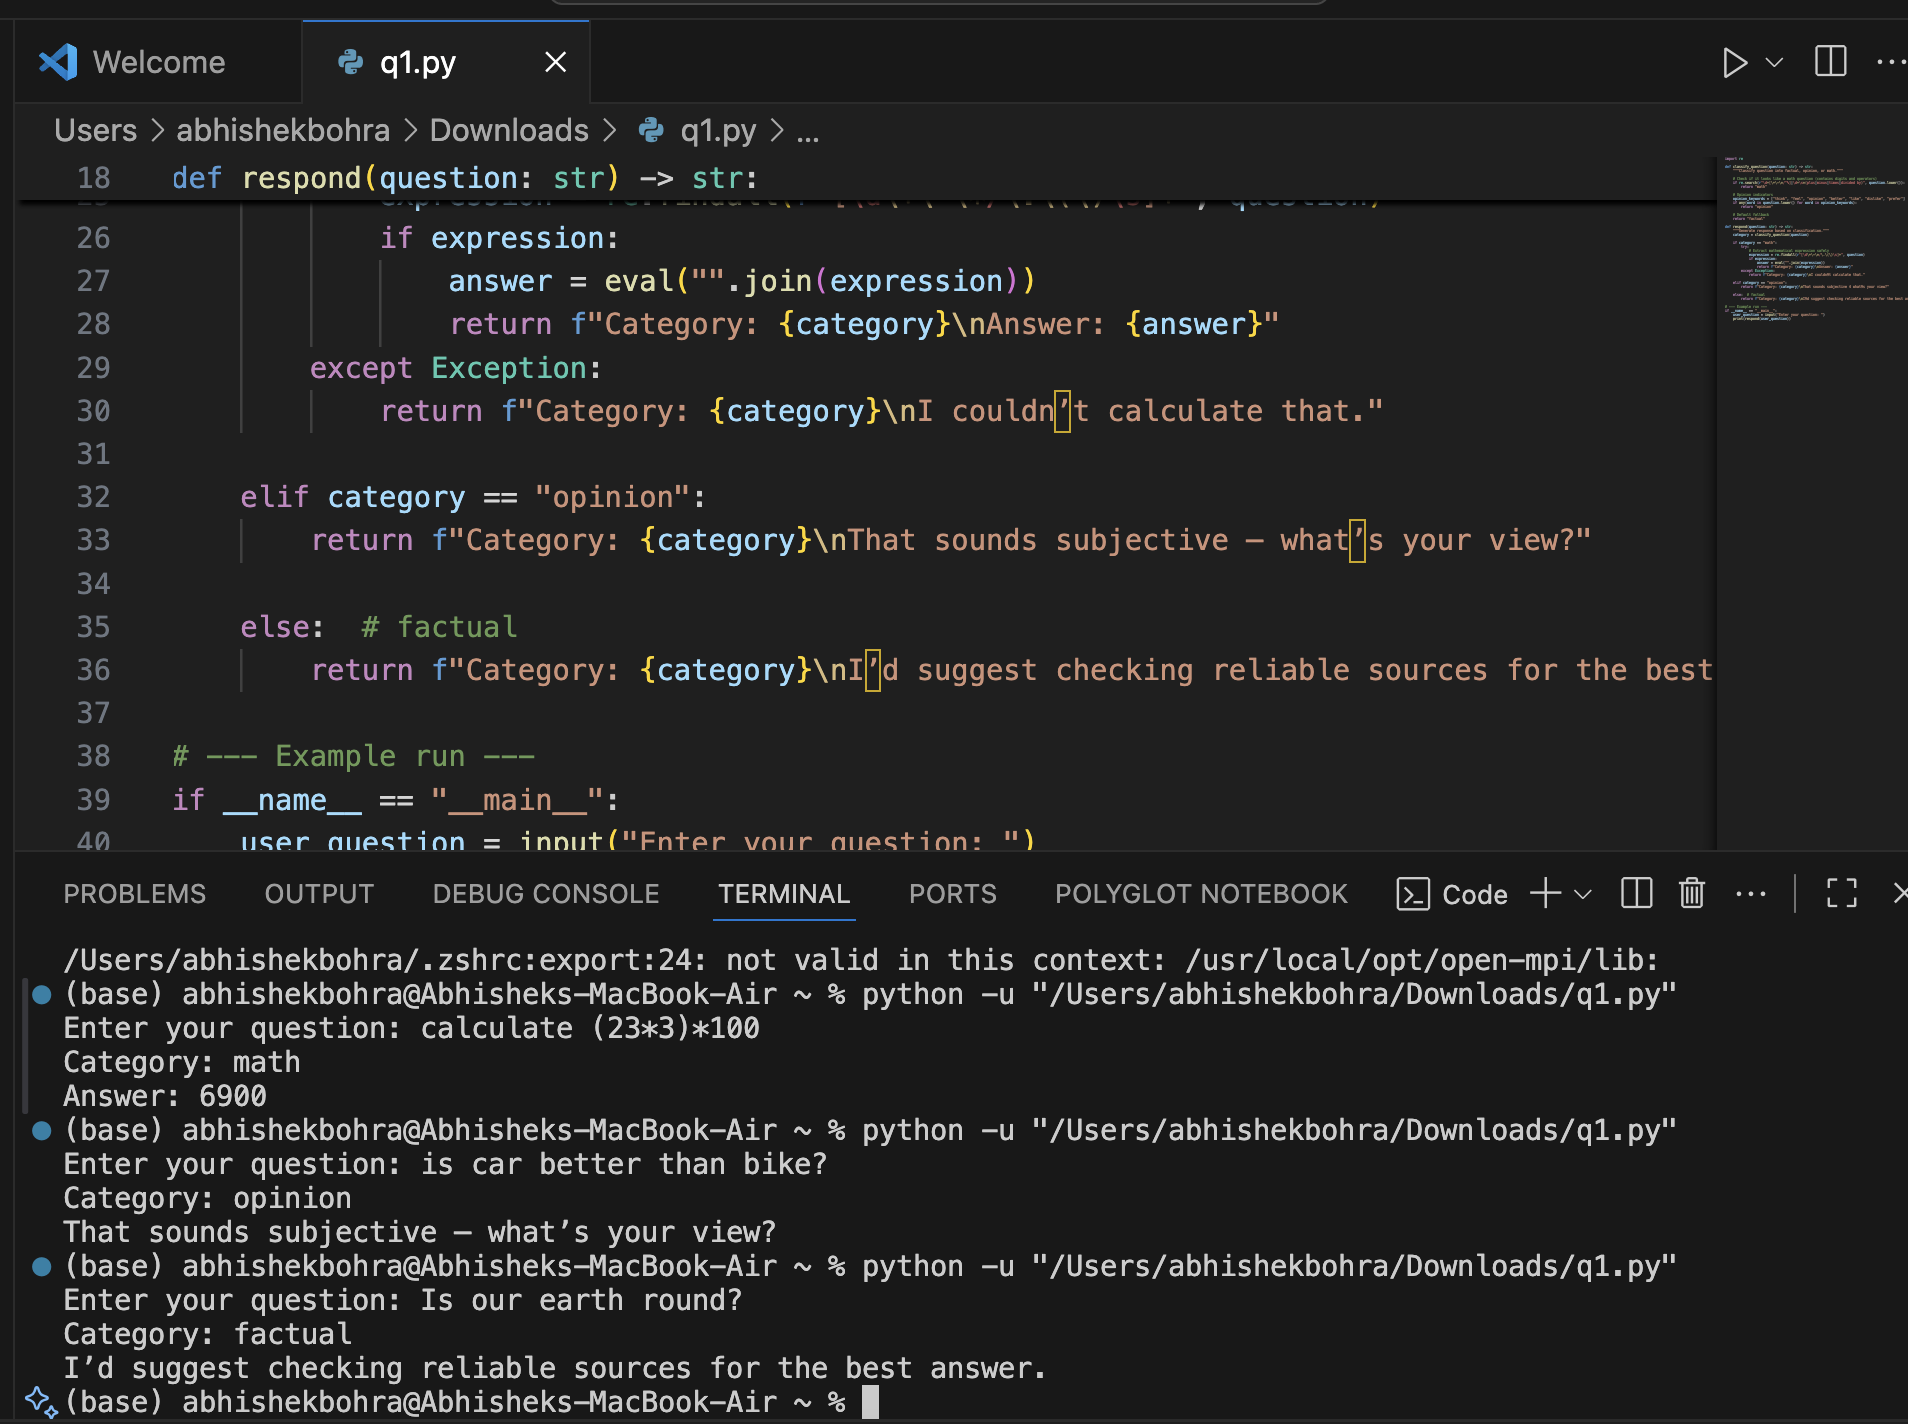 Welcome
q1.py
Users > abhishekbohra > Downloads > q1.py > ...
18 def respond(question: str) -> str:
26 if expression:
27 answer = eval("".join(expression))
28 return f"Category: {category}\nAnswer: {answer}"
29 except Exception:
30 return f"Category: {category}\nI couldn’t calculate that."
31
32 elif category == "opinion":
33 return f"Category: {category}\nThat sounds subjective — what’s your view?"
34
35 else:  # factual
36 return f"Category: {category}\nI’d suggest checking reliable sources for the best
37
38 # --- Example run ---
39 if __name__ == "__main__":
40 user_question = input("Enter your question: ")
PROBLEMS OUTPUT DEBUG CONSOLE TERMINAL PORTS POLYGLOT NOTEBOOK Code
/Users/abhishekbohra/.zshrc:export:24: not valid in this context: /usr/local/opt/open-mpi/lib:
(base) abhishekbohra@Abhisheks-MacBook-Air ~ % python -u "/Users/abhishekbohra/Downloads/q1.py"
Enter your question: calculate (23*3)*100
Category: math
Answer: 6900
(base) abhishekbohra@Abhisheks-MacBook-Air ~ % python -u "/Users/abhishekbohra/Downloads/q1.py"
Enter your question: is car better than bike?
Category: opinion
That sounds subjective — what’s your view?
(base) abhishekbohra@Abhisheks-MacBook-Air ~ % python -u "/Users/abhishekbohra/Downloads/q1.py"
Enter your question: Is our earth round?
Category: factual
I’d suggest checking reliable sources for the best answer.
(base) abhishekbohra@Abhisheks-MacBook-Air ~ %